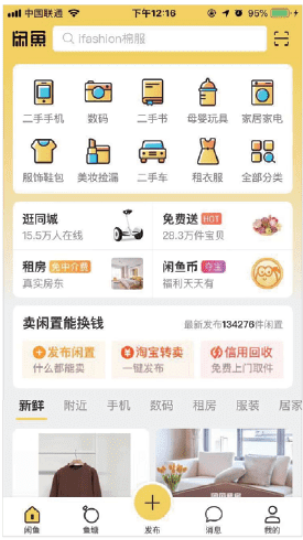 中国联通 下午12:16 95%
闲鱼 ifashion棉服
二手手机 数码 二手书 母婴玩具 家居家电
服饰鞋包 美妆捡漏 二手车 租衣服 全部分类
逛同城 免费送 HOT
15.5万人在线 28.3万件宝贝
租房 免中介费 闲鱼币 夺宝
真实房东 福利天天有
卖闲置能换钱 最新发布134276件闲置
发布闲置 淘宝转卖 信用回收
什么都能卖 一键发布 免费上门取件
新鲜 附近 手机 数码 租房 服装 居家
闲鱼 鱼塘 发布 消息 我的